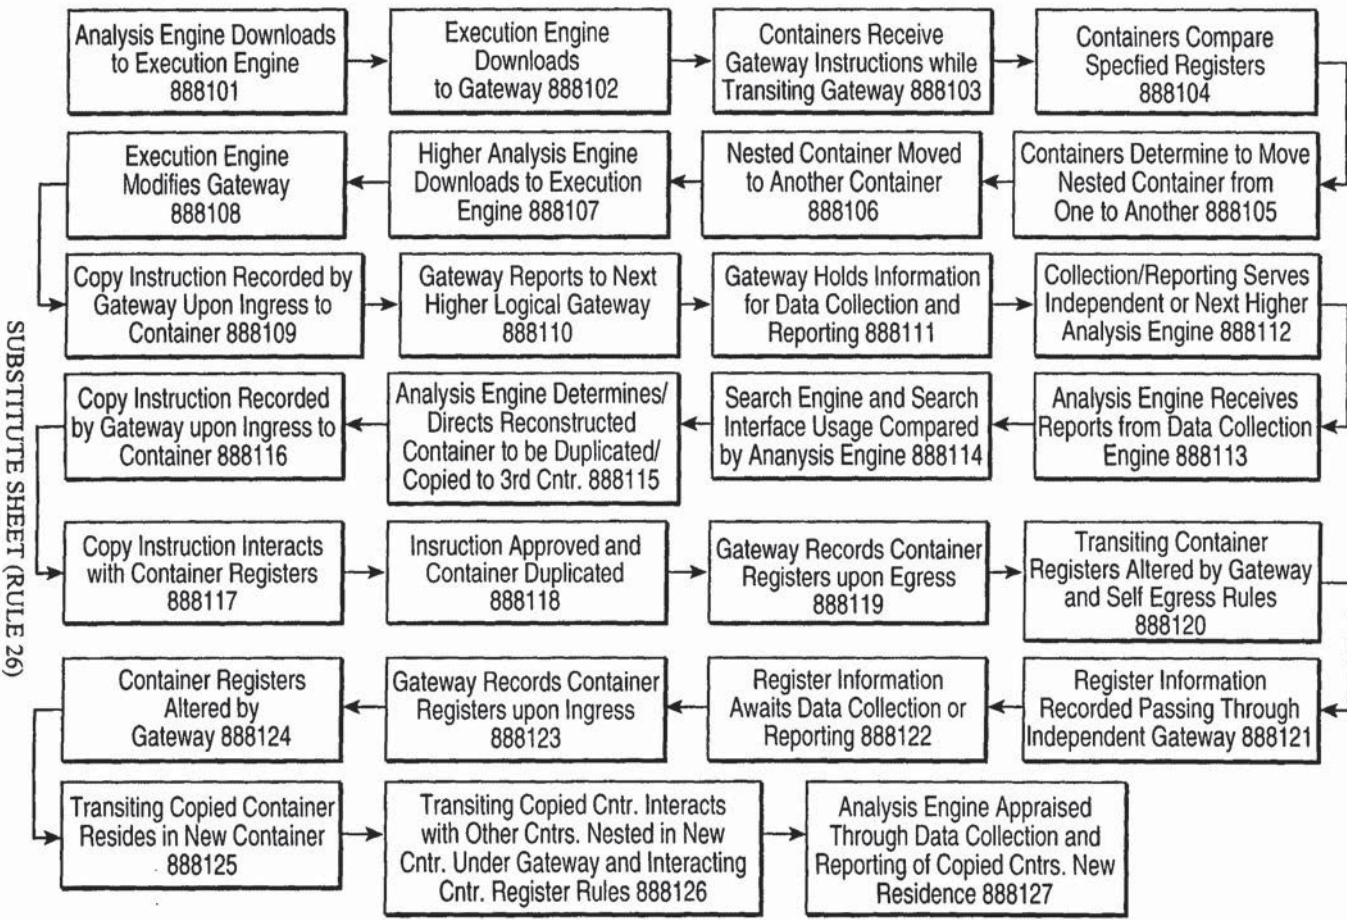 Analysis Engine Downloads
to Execution Engine
888101
Execution Engine
Downloads
to Gateway 888102
Containers Receive
Gateway Instructions while
Transiting Gateway 888103
Containers Compare
Specfied Registers
888104
Containers Determine to Move
Nested Container from
One to Another 888105
Nested Container Moved
to Another Container
888106
Higher Analysis Engine
Downloads to Execution
Engine 888107
Execution Engine
Modifies Gateway
888108
Copy Instruction Recorded by
Gateway Upon Ingress to
Container 888109
Gateway Reports to Next
Higher Logical Gateway
888110
Gateway Holds Information
for Data Collection and
Reporting 888111
Collection/Reporting Serves
Independent or Next Higher
Analysis Engine 888112
Analysis Engine Receives
Reports from Data Collection
Engine 888113
Search Engine and Search
Interface Usage Compared
by Ananysis Engine 888114
Analysis Engine Determines/
Directs Reconstructed
Container to be Duplicated/
Copied to 3rd Cntr. 888115
Copy Instruction Recorded
by Gateway upon Ingress to
Container 888116
Copy Instruction Interacts
with Container Registers
888117
Insruction Approved and
Container Duplicated
888118
Gateway Records Container
Registers upon Egress
888119
Transiting Container
Registers Altered by Gateway
and Self Egress Rules
888120
Register Information
Recorded Passing Through
Independent Gateway 888121
Register Information
Awaits Data Collection or
Reporting 888122
Gateway Records Container
Registers upon Ingress
888123
Container Registers
Altered by
Gateway 888124
Transiting Copied Container
Resides in New Container
888125
Transiting Copied Cntr. Interacts
with Other Cntrs. Nested in New
Cntr. Under Gateway and Interacting
Cntr. Register Rules 888126
Analysis Engine Appraised
Through Data Collection and
Reporting of Copied Cntrs. New
Residence 888127
SUBSTITUTE SHEET (RULE 26)